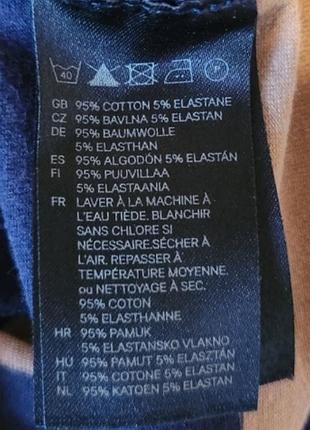 40
GB 95% COTTON 5% ELASTANE
CZ 95% BAVLNA 5% ELASTAN
DE 95% BAUMWOLLE
5% ELASTHAN
ES 95% ALGODÓN 5% ELASTÁN
FI 95% PUUVILLAA
5% ELASTAANIA
FR LAVER À LA MACHINE À
L'EAU TIÈDE. BLANCHIR
SANS CHLORE SI
NÉCESSAIRE.SÉCHER À
L'AIR. REPASSER À
TEMPÉRATURE MOYENNE.
ou NETTOYAGE À SEC.
95% COTON
5% ELASTHANNE
HR 95% PAMUK
5% ELASTANSKO VLAKNO
HU 95% PAMUT 5% ELASZTÁN
IT 95% COTONE 5% ELASTAN
NL 95% KATOEN 5% ELASTAN